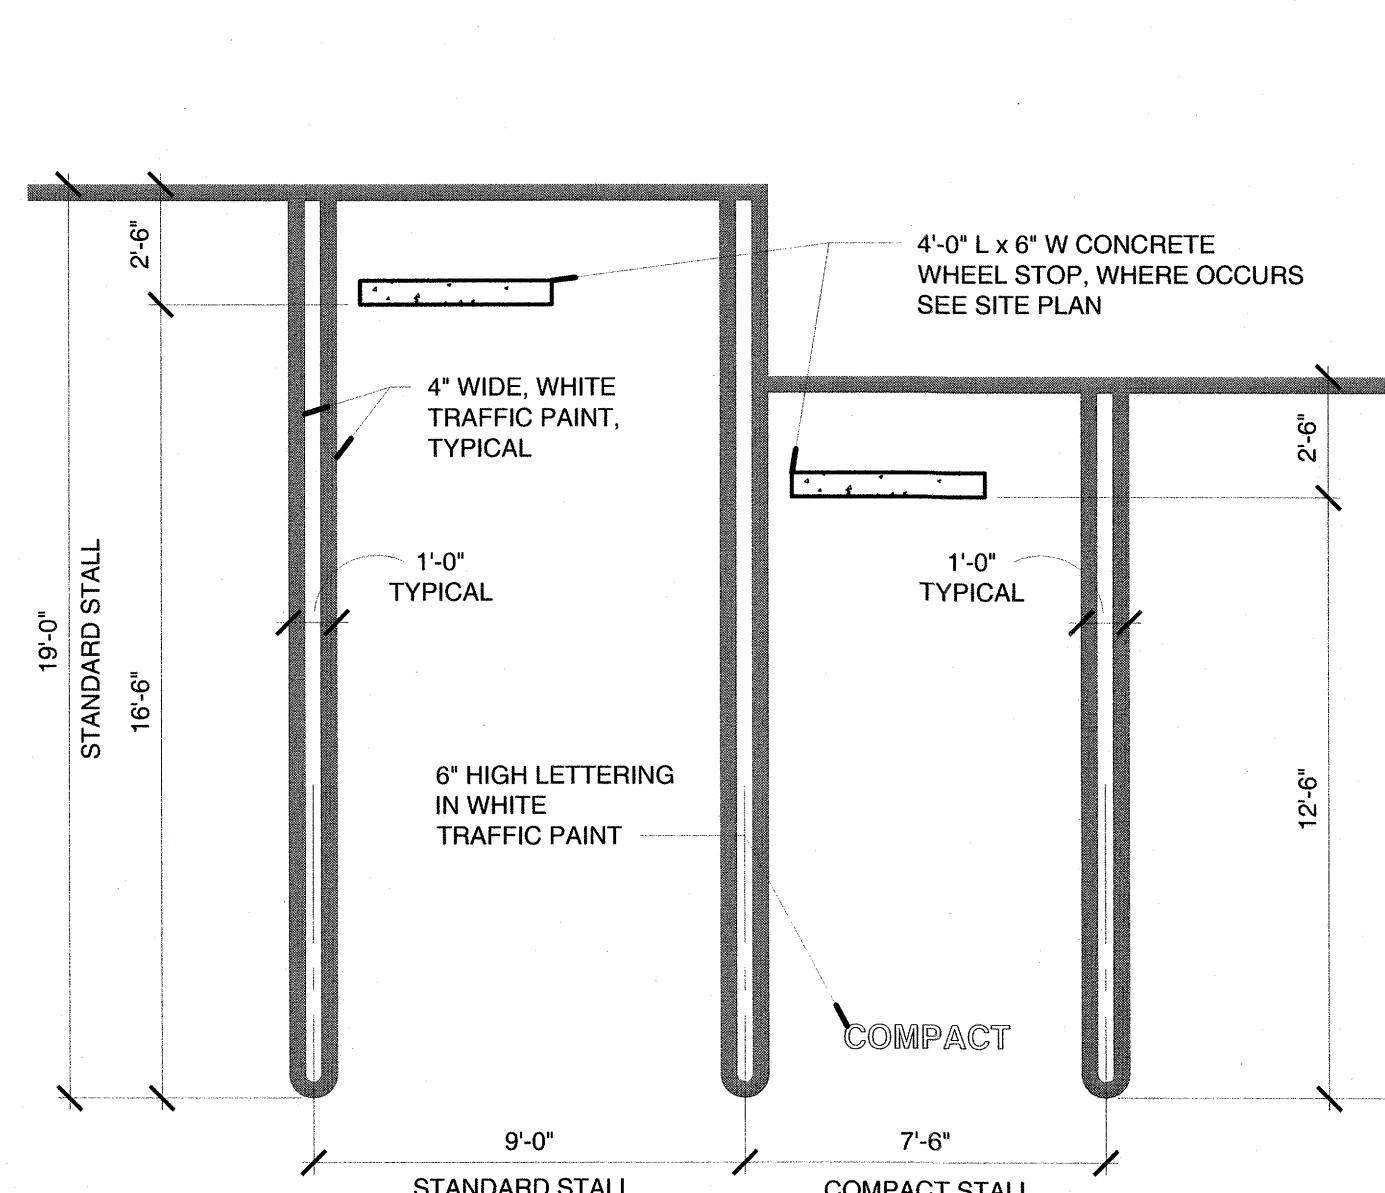 2'-6"
4'-0" L x 6" W CONCRETE
WHEEL STOP, WHERE OCCURS
SEE SITE PLAN
4" WIDE, WHITE
TRAFFIC PAINT,
TYPICAL
2'-6"
1'-0"
TYPICAL
1'-0"
TYPICAL
19'-0"
STANDARD STALL
16'-6"
6" HIGH LETTERING
IN WHITE
TRAFFIC PAINT
12'-6"
COMPACT
9'-0"
7'-6"
STANDARD STALL
COMPACT STALL